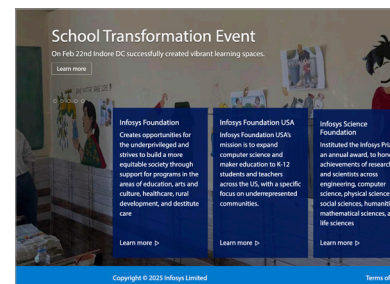 School Transformation Event
On Feb 22nd Indore DC successfully created vibrant learning spaces.
Learn more
Infosys Foundation
Creates opportunities for
the underprivileged and
strives to build a more
equitable society through
support for programs in the
areas of education, arts and
culture, healthcare, rural
development, and destitute
care
Learn more
Infosys Foundation USA
Infosys Foundation USA's
mission is to expand
computer science and
maker education to K-12
students and teachers
across the US, with a specific
focus on underrepresented
communities.
Learn more
Infosys Science
Foundation
Instituted the Infosys
an annual award, to
achievements of
and scientists across
engineering, computer
science, physical sciences
social sciences,
mathematical sciences,
life sciences
Learn more
Copyright © 2025 Infosys Limited
Terms of